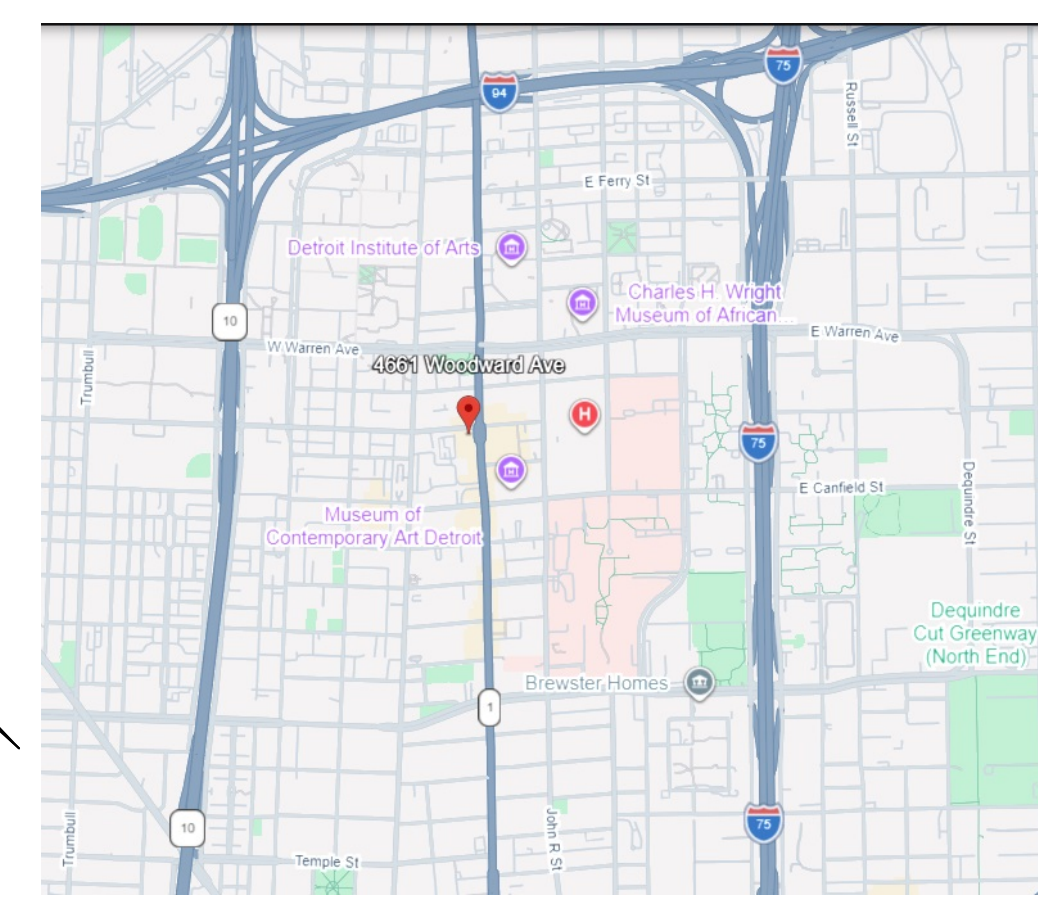 94
75
Russell St
E Ferry St
Detroit Institute of Arts
Charles H. Wright
Museum of African...
10
E Warren Ave
W Warren Ave
Trumbull
4661 Woodward Ave
H
75
E Canfield St
Dequindre St
Museum of
Contemporary Art Detroit
Dequindre
Cut Greenway
(North End)
Brewster Homes
1
10
75
Trumbull
John R St
Temple St